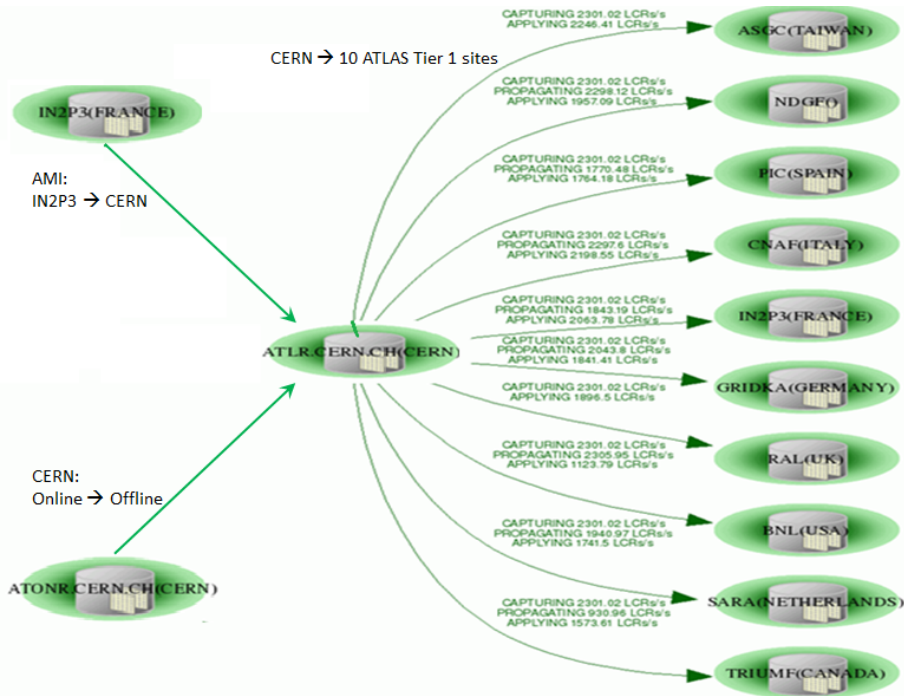 CAPTURING 2301.02 LCRs/s
APPLYING 2246.41 LCRs/s
ASGC(TAIWAN)
CERN → 10 ATLAS Tier 1 sites
CAPTURING 2301.02 LCRs/s
PROPAGATING 2298.12 LCRs/s
APPLYING 1957.09 LCRs/s
NDGF()
IN2P3(FRANCE)
CAPTURING 2301.02 LCRs/s
PROPAGATING 1770.48 LCRs/s
APPLYING 1764.18 LCRs/s
PIC(SPAIN)
AMI:
IN2P3 → CERN
CAPTURING 2301.02 LCRs/s
PROPAGATING 2297.6 LCRs/s
APPLYING 2198.55 LCRs/s
CNAF(ITALY)
CAPTURING 2301.02 LCRs/s
PROPAGATING 1843.19 LCRs/s
APPLYING 2063.78 LCRs/s
IN2P3(FRANCE)
ATLR.CERN.CH(CERN)
CAPTURING 2301.02 LCRs/s
PROPAGATING 2043.8 LCRs/s
APPLYING 1841.41 LCRs/s
GRIDKA(GERMANY)
CAPTURING 2301.02 LCRs/s
APPLYING 1896.5 LCRs/s
RAL(UK)
CAPTURING 2301.02 LCRs/s
PROPAGATING 2305.95 LCRs/s
APPLYING 1123.79 LCRs/s
BNL(USA)
CERN:
Online → Offline
CAPTURING 2301.02 LCRs/s
PROPAGATING 1940.97 LCRs/s
APPLYING 1741.5 LCRs/s
SARA(NETHERLANDS)
ATONR.CERN.CH(CERN)
CAPTURING 2301.02 LCRs/s
PROPAGATING 930.96 LCRs/s
APPLYING 1573.61 LCRs/s
TRIUMF(CANADA)